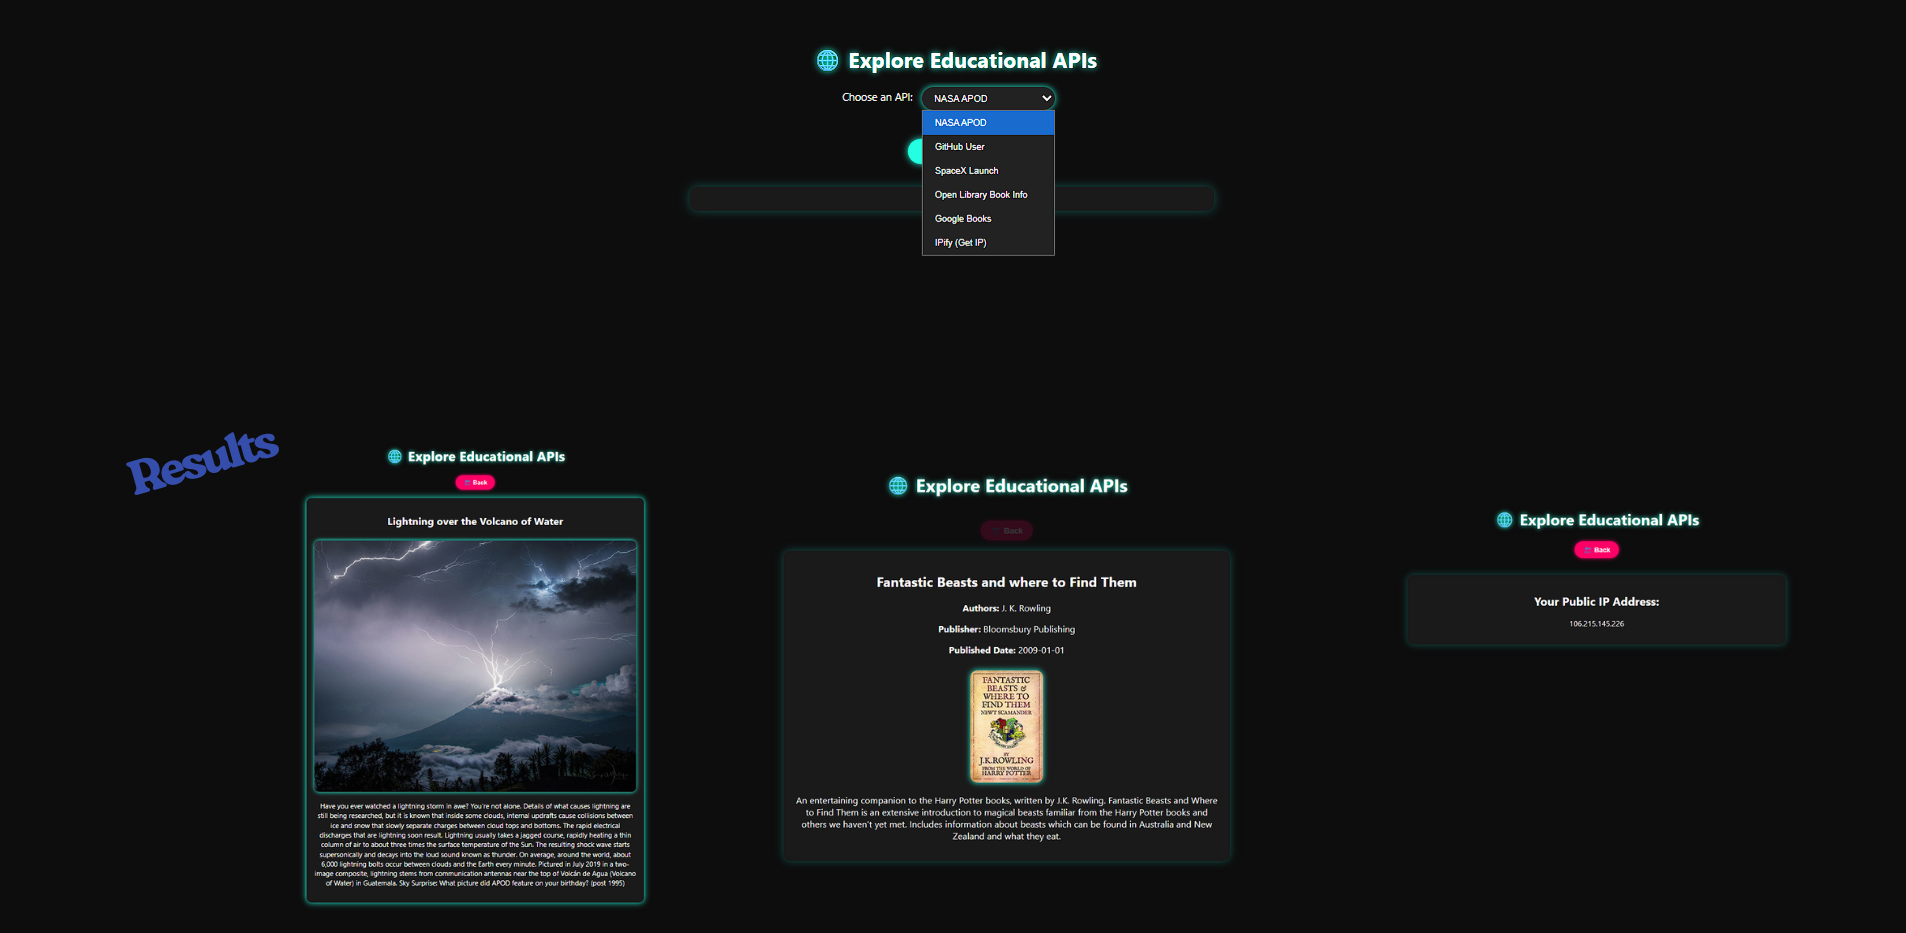 Explore Educational APIs
Choose an API: NASA APOD
NASA APOD
GitHub User
SpaceX Launch
Open Library Book Info
Google Books
IPify (Get IP)
Results
Explore Educational APIs
Back
Lightning over the Volcano of Water
Have you ever watched a lightning storm in awe? You're not alone. Details of what causes lightning are
still being researched, but it is known that inside some clouds, internal updrafts cause collisions between
ice and snow that slowly separate charges between cloud tops and bottoms. The rapid electrical
discharges that are lightning soon result. Lightning usually takes a jagged course, rapidly heating a thin
column of air to about three times the surface temperature of the Sun. The resulting shock wave starts
supersonically and decays into the loud sound known as thunder. On average, around the world, about
6,000 lightning bolts occur between clouds and the Earth every minute. Pictured in July 2019 in a two-
image composite, lightning stems from communication antennas near the top of Volcán de Agua (Volcano
of Water) in Guatemala. Sky Surprise: What picture did APOD feature on your birthday? (post 1995)
Explore Educational APIs
Back
Fantastic Beasts and where to Find Them
Authors: J. K. Rowling
Publisher: Bloomsbury Publishing
Published Date: 2009-01-01
FANTASTIC
BEASTS &
WHERE TO
FIND THEM
NEWT SCAMANDER
BY
J.K.ROWLING
FROM THE WORLD OF
HARRY POTTER
An entertaining companion to the Harry Potter books, written by J.K. Rowling. Fantastic Beasts and Where
to Find Them is an extensive introduction to magical beasts familiar from the Harry Potter books and
others we haven't yet met. Includes information about beasts which can be found in Australia and New
Zealand and what they eat.
Explore Educational APIs
Back
Your Public IP Address:
106.215.145.226